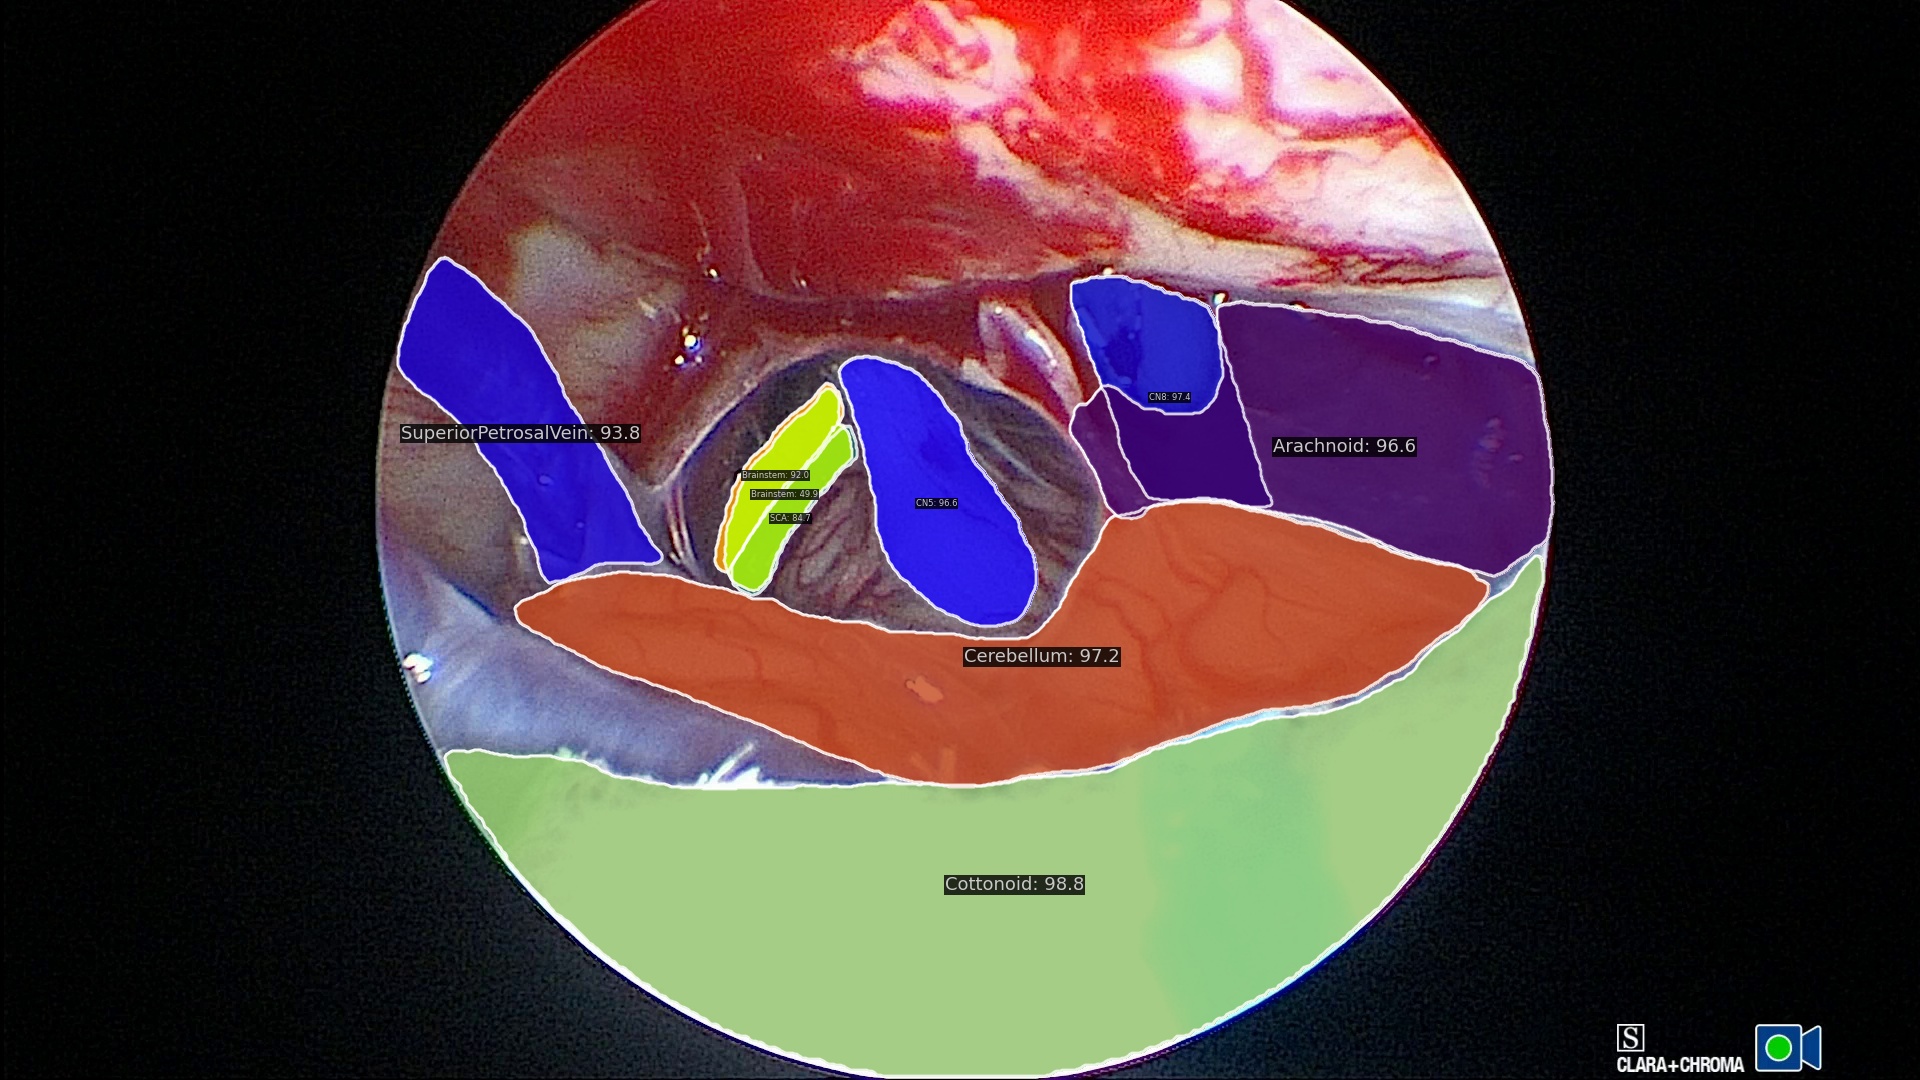 CN8: 97.4
SuperiorPetrosalVein: 93.8
Arachnoid: 96.6
Brainstem: 92.0
Brainstem: 49.9
CN5: 96.6
SCA: 84.7
Cerebellum: 97.2
Cottonoid: 98.8
S
CLARA+CHROMA